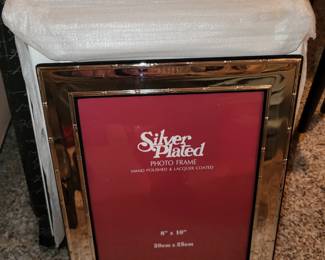 Silver
Plated
PHOTO FRAME
HAND POLISHED & LACQUER COATED
8" x 10"
20cm x 25cm